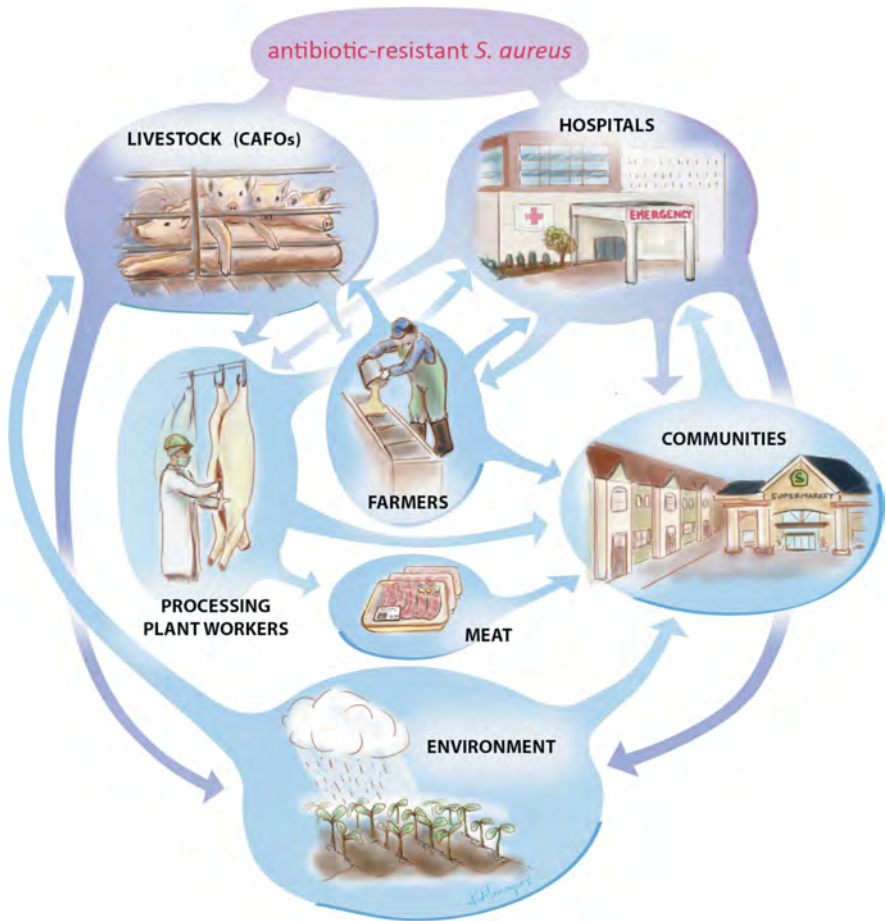 antibiotic-resistant S. aureus
LIVESTOCK (CAFOs)
HOSPITALS
EMERGENCY
FARMERS
COMMUNITIES
S
SUPERMARKET
PROCESSING
PLANT WORKERS
MEAT
ENVIRONMENT